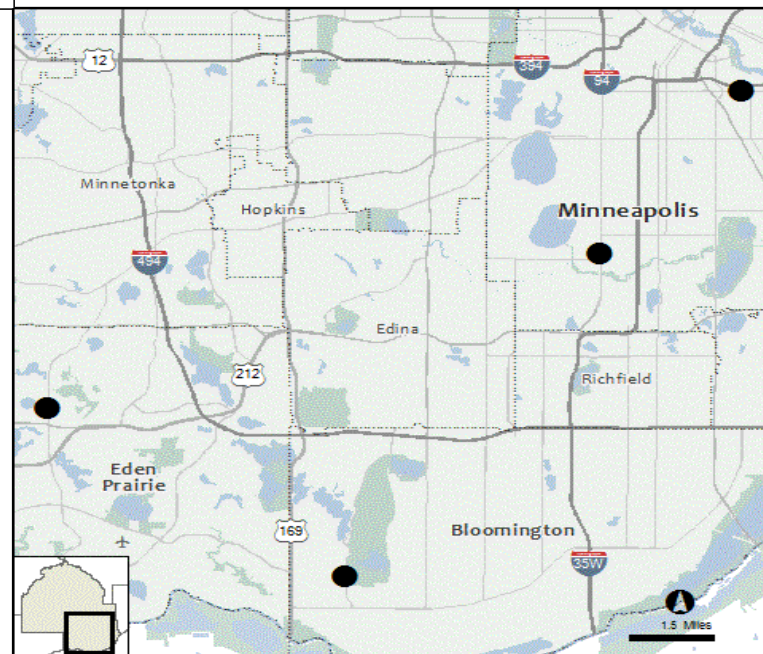 12
394
94
Minnetonka
Hopkins
Minneapolis
494
Edina
212
Richfield
Eden
Prairie
169
Bloomington
35W
1.5 Miles